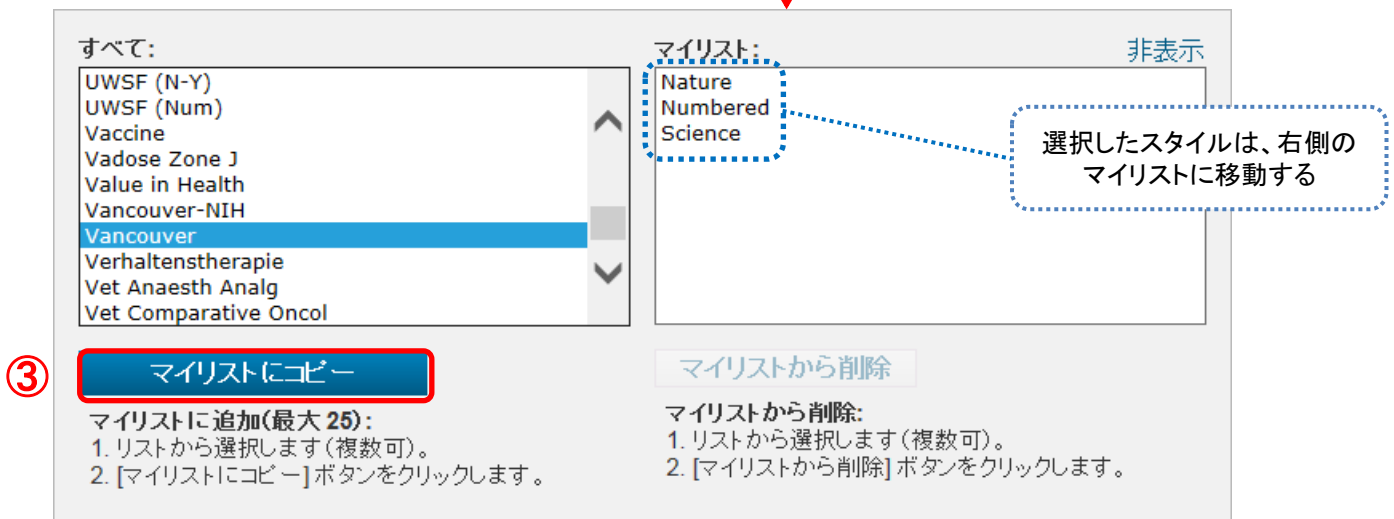 すべて:
UWSF (N-Y)
UWSF (Num)
Vaccine
Vadose Zone J
Value in Health
Vancouver-NIH
Vancouver
Verhaltenstherapie
Vet Anaesth Analg
Vet Comparative Oncol
マイリスト:
非表示
Nature
Numbered
Science
選択したスタイルは、右側の
マイリストに移動する
③
マイリストにコピー
マイリストに追加(最大 25):
1. リストから選択します(複数可)。
2. [マイリストにコピー] ボタンをクリックします。
マイリストから削除
マイリストから削除:
1. リストから選択します(複数可)。
2. [マイリストから削除] ボタンをクリックします。